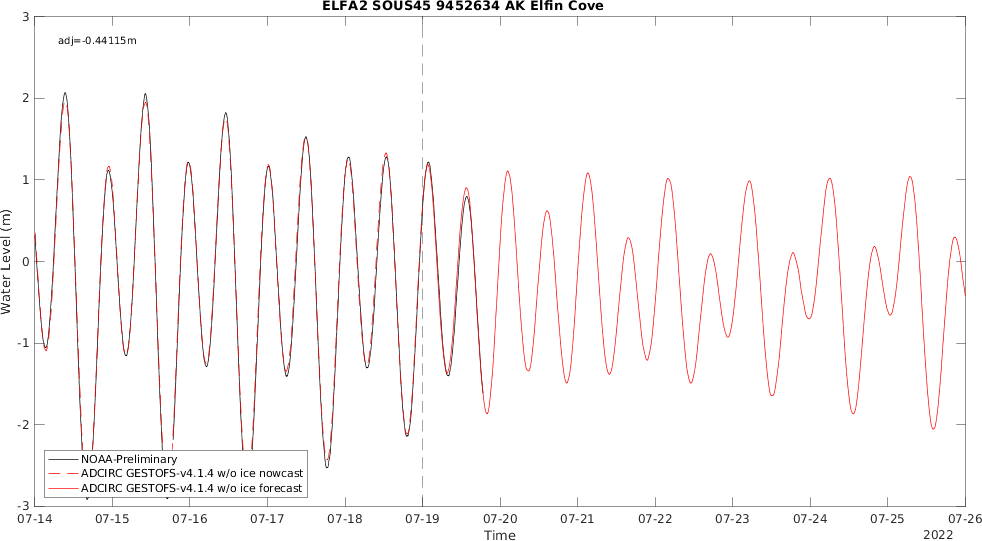 ELFA2 SOUS45 9452634 AK Elfin Cove
adj=-0.44115m
3
2
1
0
-1
-2
-3
Water Level (m)
NOAA-Preliminary
ADCIRC GESTOFS-v4.1.4 w/o ice nowcast
ADCIRC GESTOFS-v4.1.4 w/o ice forecast
07-14 07-15 07-16 07-17 07-18 07-19 07-20 07-21 07-22 07-23 07-24 07-25 07-26
Time
2022